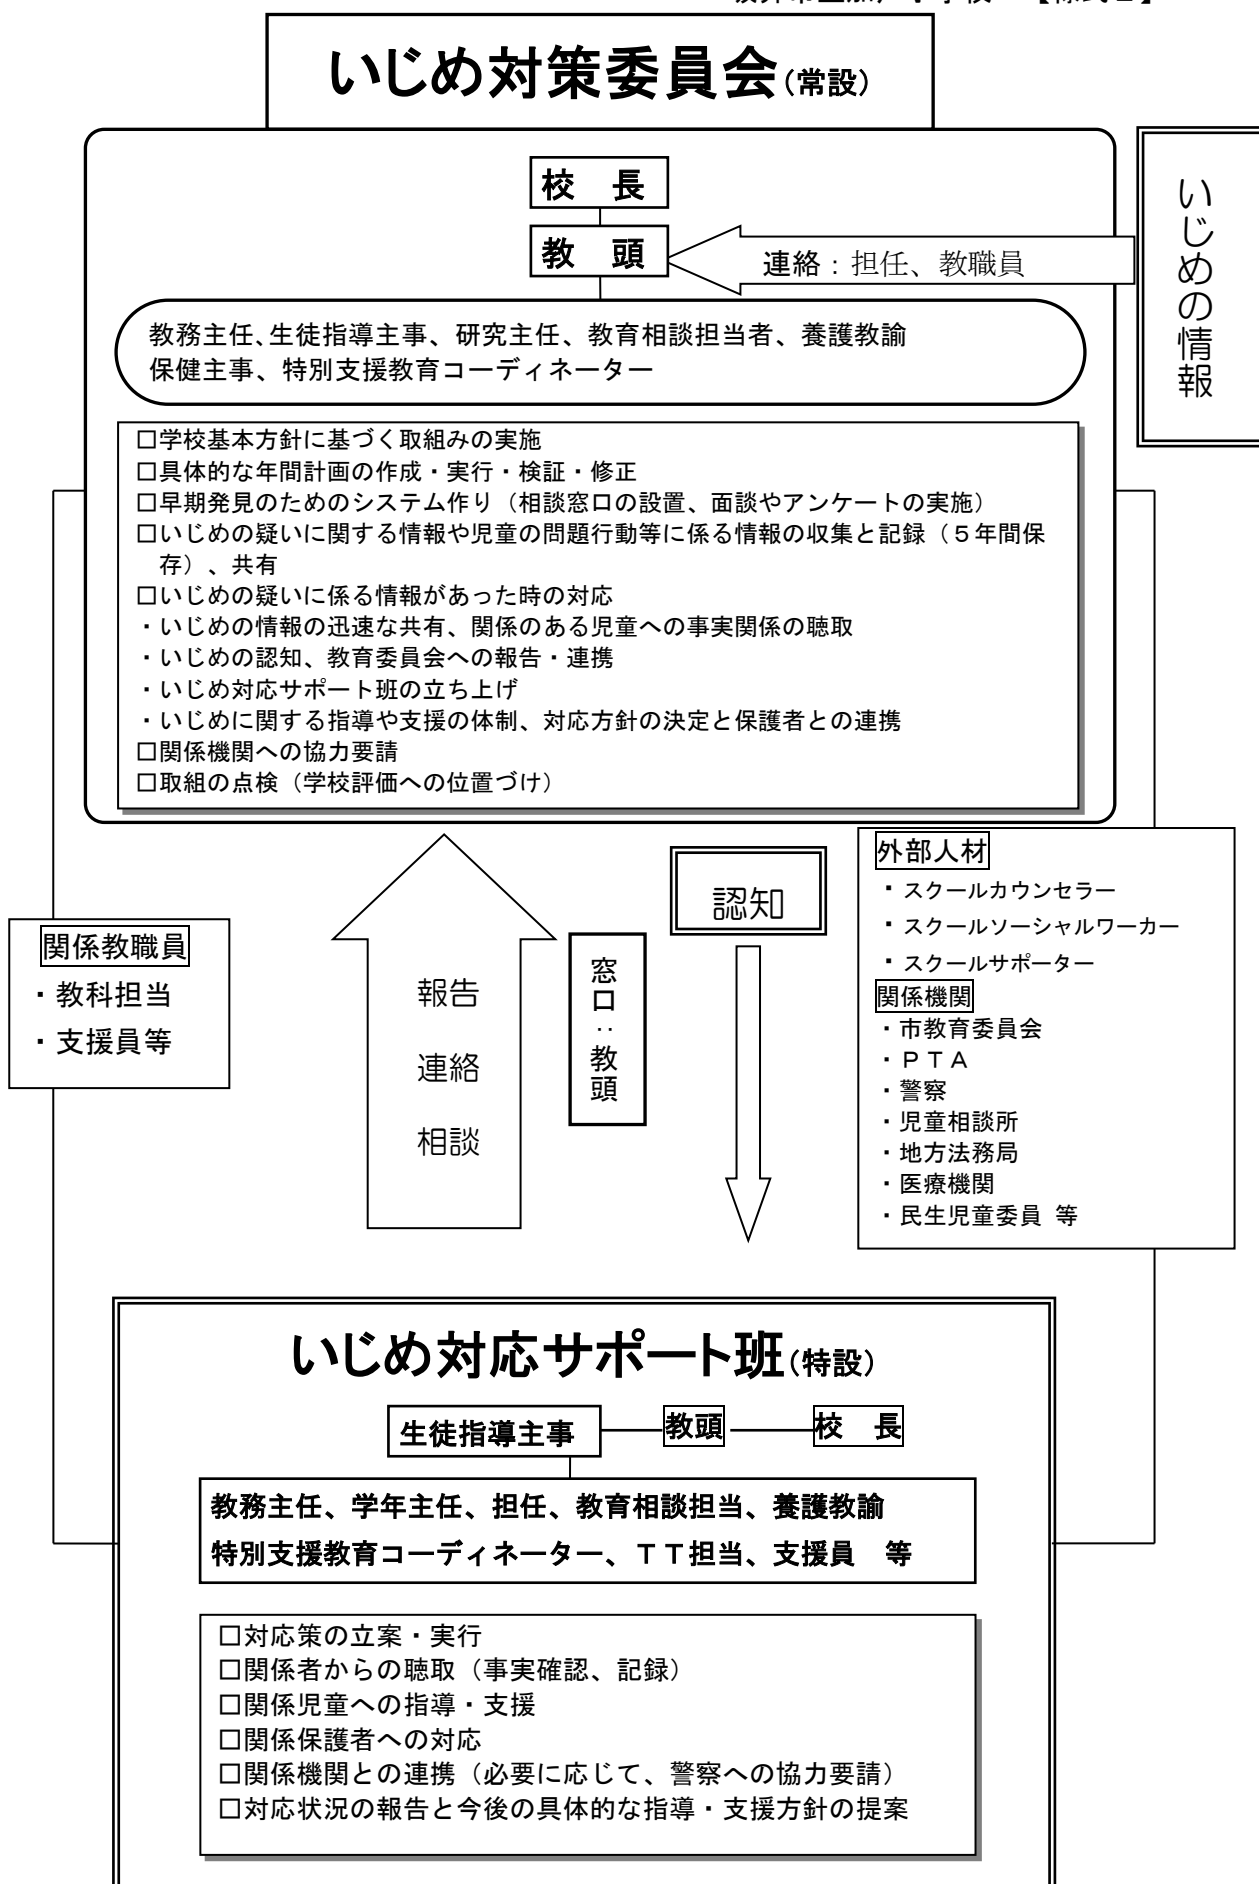 いじめ対策委員会(常設)
校　長
教　頭
連絡：担任、教職員
いじめの情報
教務主任、生徒指導主事、研究主任、教育相談担当者、養護教諭
保健主事、特別支援教育コーディネーター
□学校基本方針に基づく取組みの実施
□具体的な年間計画の作成・実行・検証・修正
□早期発見のためのシステム作り（相談窓口の設置、面談やアンケートの実施）
□いじめの疑いに関する情報や児童の問題行動等に係る情報の収集と記録（５年間保
存）、共有
□いじめの疑いに係る情報があった時の対応
・いじめの情報の迅速な共有、関係のある児童への事実関係の聴取
・いじめの認知、教育委員会への報告・連携
・いじめ対応サポート班の立ち上げ
・いじめに関する指導や支援の体制、対応方針の決定と保護者との連携
□関係機関への協力要請
□取組の点検（学校評価への位置づけ）
関係教職員
・教科担当
・支援員等
報告
連絡
相談
窓口：教頭
認知
外部人材
・スクールカウンセラー
・スクールソーシャルワーカー
・スクールサポーター
関係機関
・市教育委員会
・ＰＴＡ
・警察
・児童相談所
・地方法務局
・医療機関
・民生児童委員 等
いじめ対応サポート班(特設)
生徒指導主事
教頭
校　長
教務主任、学年主任、担任、教育相談担当、養護教諭
特別支援教育コーディネーター、ＴＴ担当、支援員　等
□対応策の立案・実行
□関係者からの聴取（事実確認、記録）
□関係児童への指導・支援
□関係保護者への対応
□関係機関との連携（必要に応じて、警察への協力要請）
□対応状況の報告と今後の具体的な指導・支援方針の提案